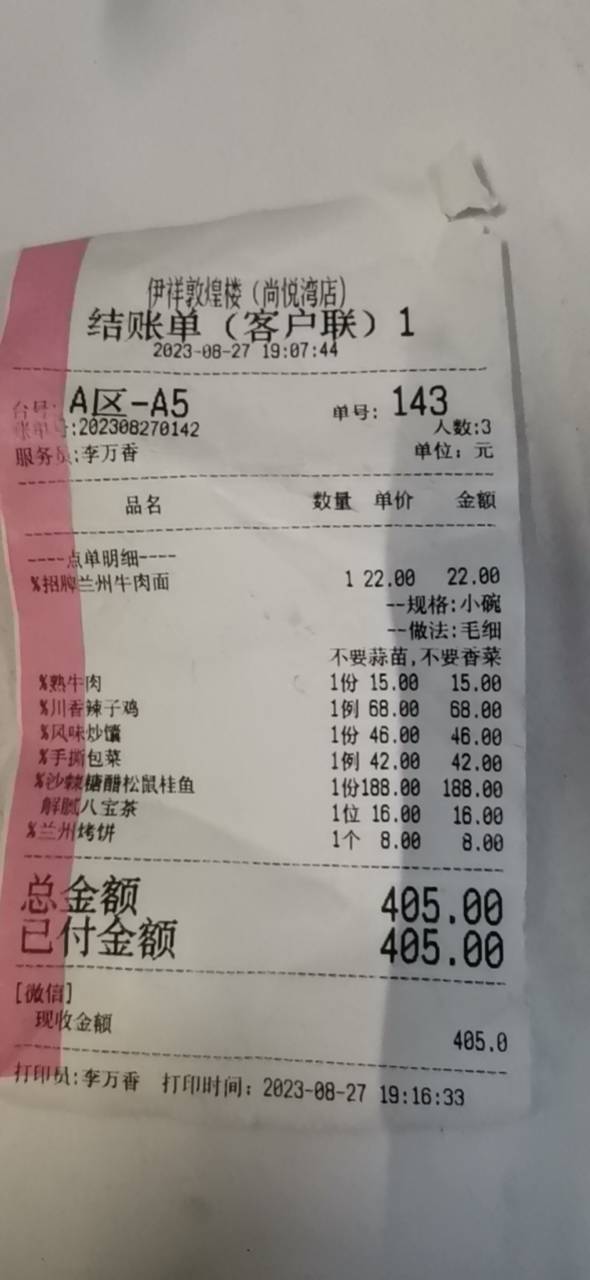 伊祥敦煌楼（尚悦湾店）
结账单（客户联）1
2023-08-27 19:07:44
台号: A区-A5 单号: 143
账单号:202308270142 人数:3
服务员:李万香 单位：元
品名 数量 单价 金额
----点单明细----
%招牌兰州牛肉面 1 22.00 22.00
--规格:小碗
--做法:毛细
不要蒜苗,不要香菜
%熟牛肉 1份 15.00 15.00
%川香辣子鸡 1例 68.00 68.00
%风味炒馕 1份 46.00 46.00
%手撕包菜 1例 42.00 42.00
%沙棘糖醋松鼠桂鱼 1份188.00 188.00
解腻八宝茶 1位 16.00 16.00
%兰州烤饼 1个 8.00 8.00
总金额 405.00
已付金额 405.00
[微信]
现收金额 405.0
打印员:李万香 打印时间：2023-08-27 19:16:33